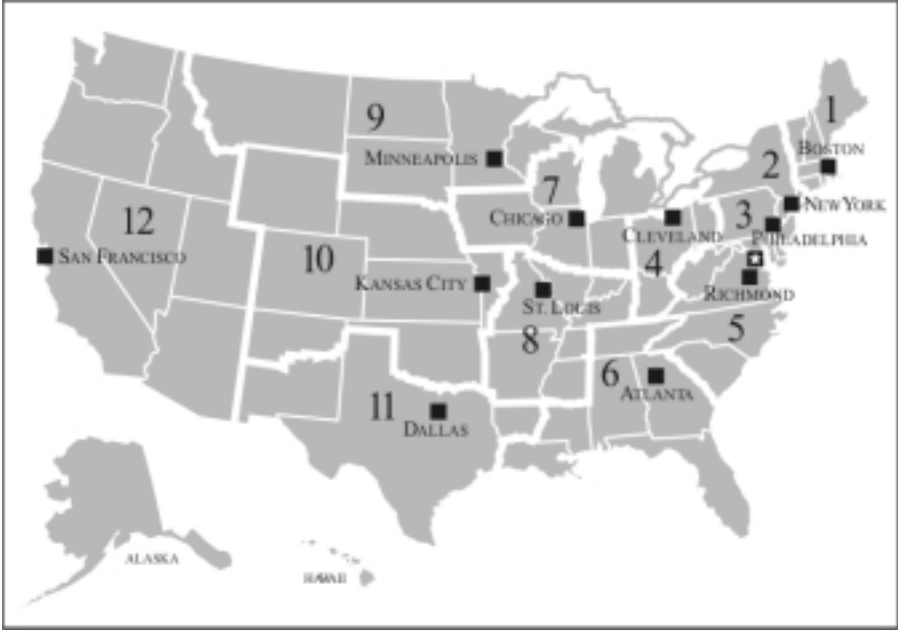 1
9
BOSTON
MINNEAPOLIS
2
7
NEW YORK
12
CHICAGO
3
CLEVELAND
PHILADELPHIA
SAN FRANCISCO
10
4
KANSAS CITY
RICHMOND
ST. LOUIS
5
8
6
ATLANTA
11
DALLAS
ALASKA
HAWAII